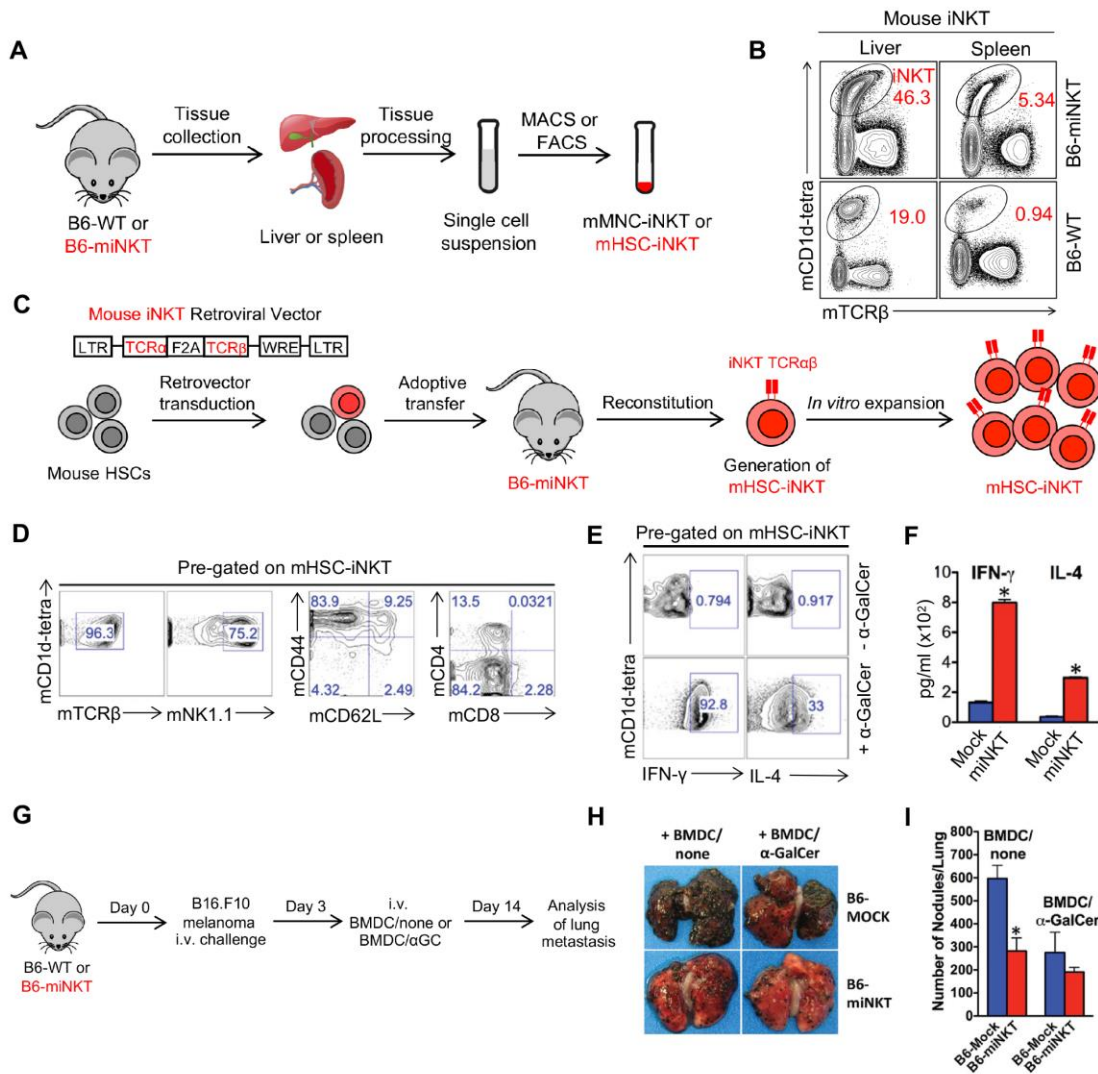 A
Tissue
collection
Tissue
processing
MACS or
FACS
B6-WT or
B6-miNKT
Liver or spleen
Single cell
suspension
mMNC-iNKT or
mHSC-iNKT
B
Mouse iNKT
Liver
Spleen
iNKT
46.3
5.34
B6-miNKT
19.0
0.94
B6-WT
mCD1d-tetra
mTCRβ
C
Mouse iNKT Retroviral Vector
LTR TCRα F2A TCRβ WRE LTR
Retrovector
transduction
Adoptive
transfer
Reconstitution
iNKT TCRαβ
In vitro expansion
Mouse HSCs
B6-miNKT
Generation of
mHSC-iNKT
mHSC-iNKT
D
Pre-gated on mHSC-iNKT
mCD1d-tetra
96.3
mTCRβ
75.2
mNK1.1
mCD44
83.9
9.25
4.32
2.49
mCD62L
mCD4
13.5
0.0321
84.2
2.28
mCD8
E
Pre-gated on mHSC-iNKT
mCD1d-tetra
0.794
0.917
- α-GalCer
92.8
33
+ α-GalCer
IFN-γ
IL-4
F
IFN-γ
IL-4
pg/ml (x10²)
10
8
6
4
2
0
*
*
Mock
miNKT
Mock
miNKT
G
B6-WT or
B6-miNKT
Day 0
B16.F10
melanoma
i.v. challenge
Day 3
i.v.
BMDC/none or
BMDC/αGC
Day 14
Analysis
of lung
metastasis
H
+ BMDC/
none
+ BMDC/
α-GalCer
B6-
MOCK
B6-
miNKT
I
Number of Nodules/Lung
800
700
600
500
400
300
200
100
0
BMDC/
none
*
BMDC/
α-GalCer
B6-Mock
B6-miNKT
B6-Mock
B6-miNKT